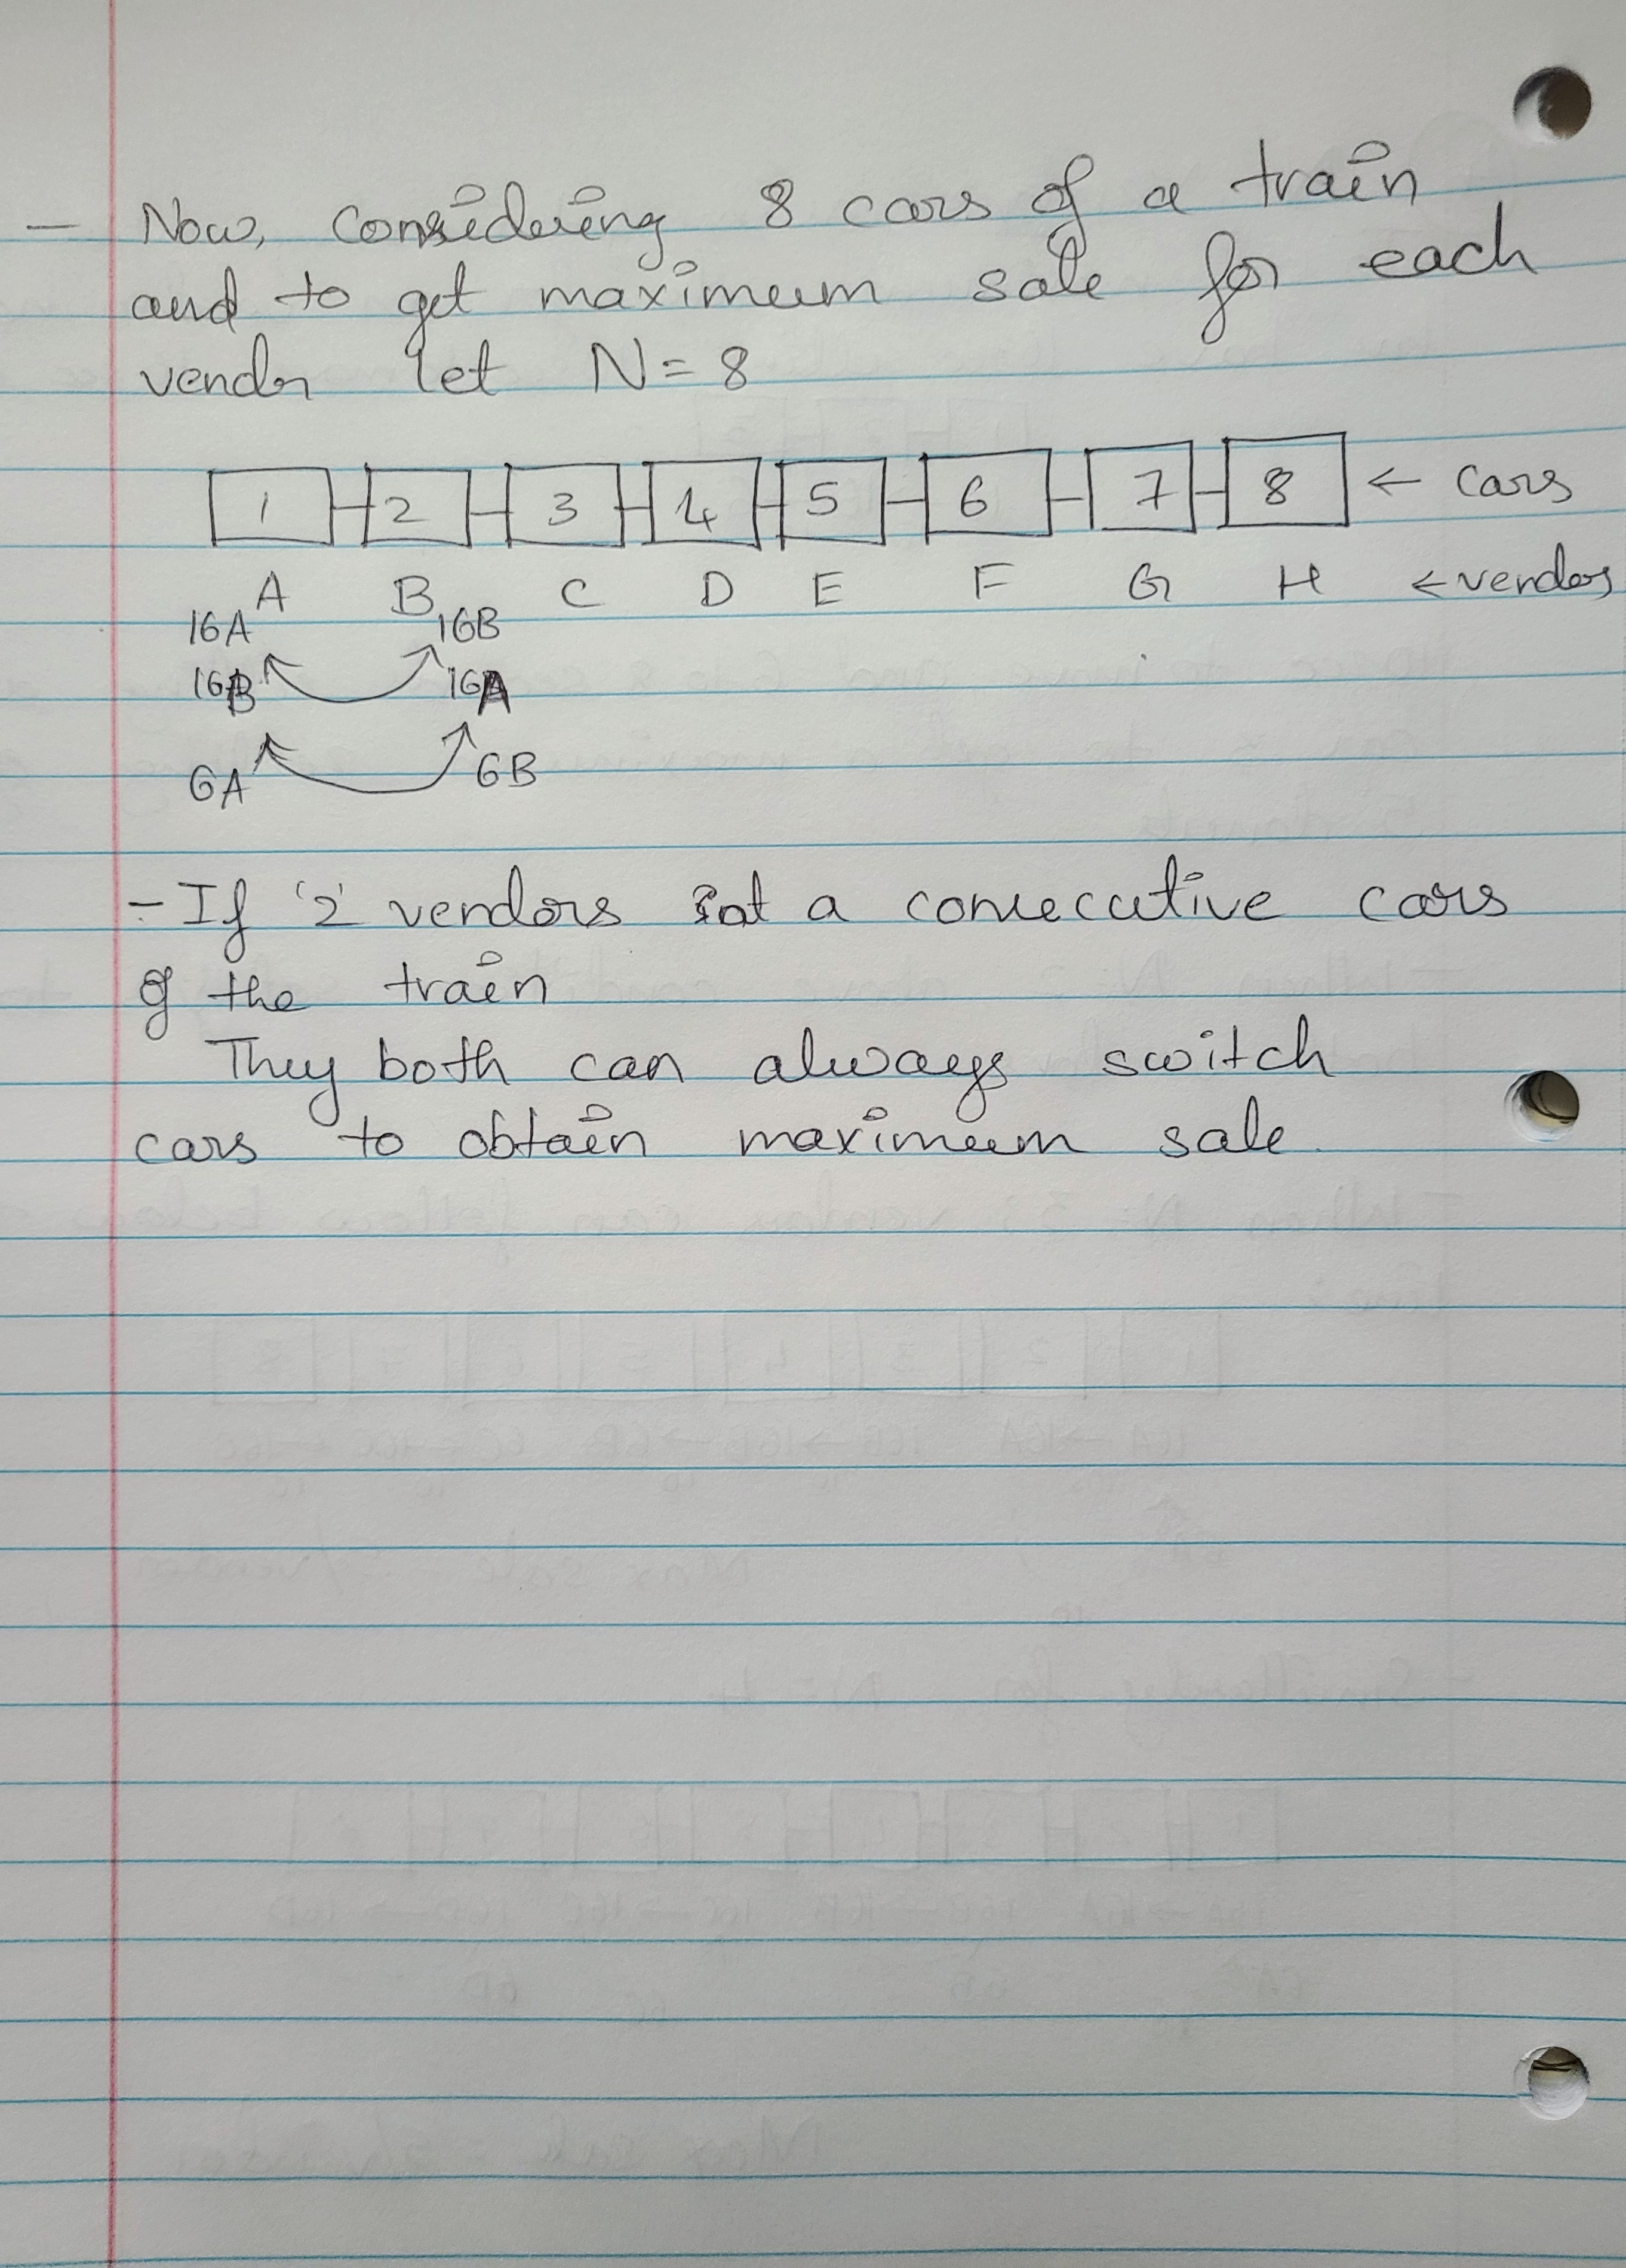 - Now, Considering 8 cars of a train
and to get maximum sale for each
vendor let N=8
1 2 3 4 5 6 7 8 ← cars
A B C D E F G H ← vendors
16A 16B
16B 16A
6A 6B
- If '2' vendors at a consecutive cars
of the train
They both can always switch
cars to obtain maximum sale.